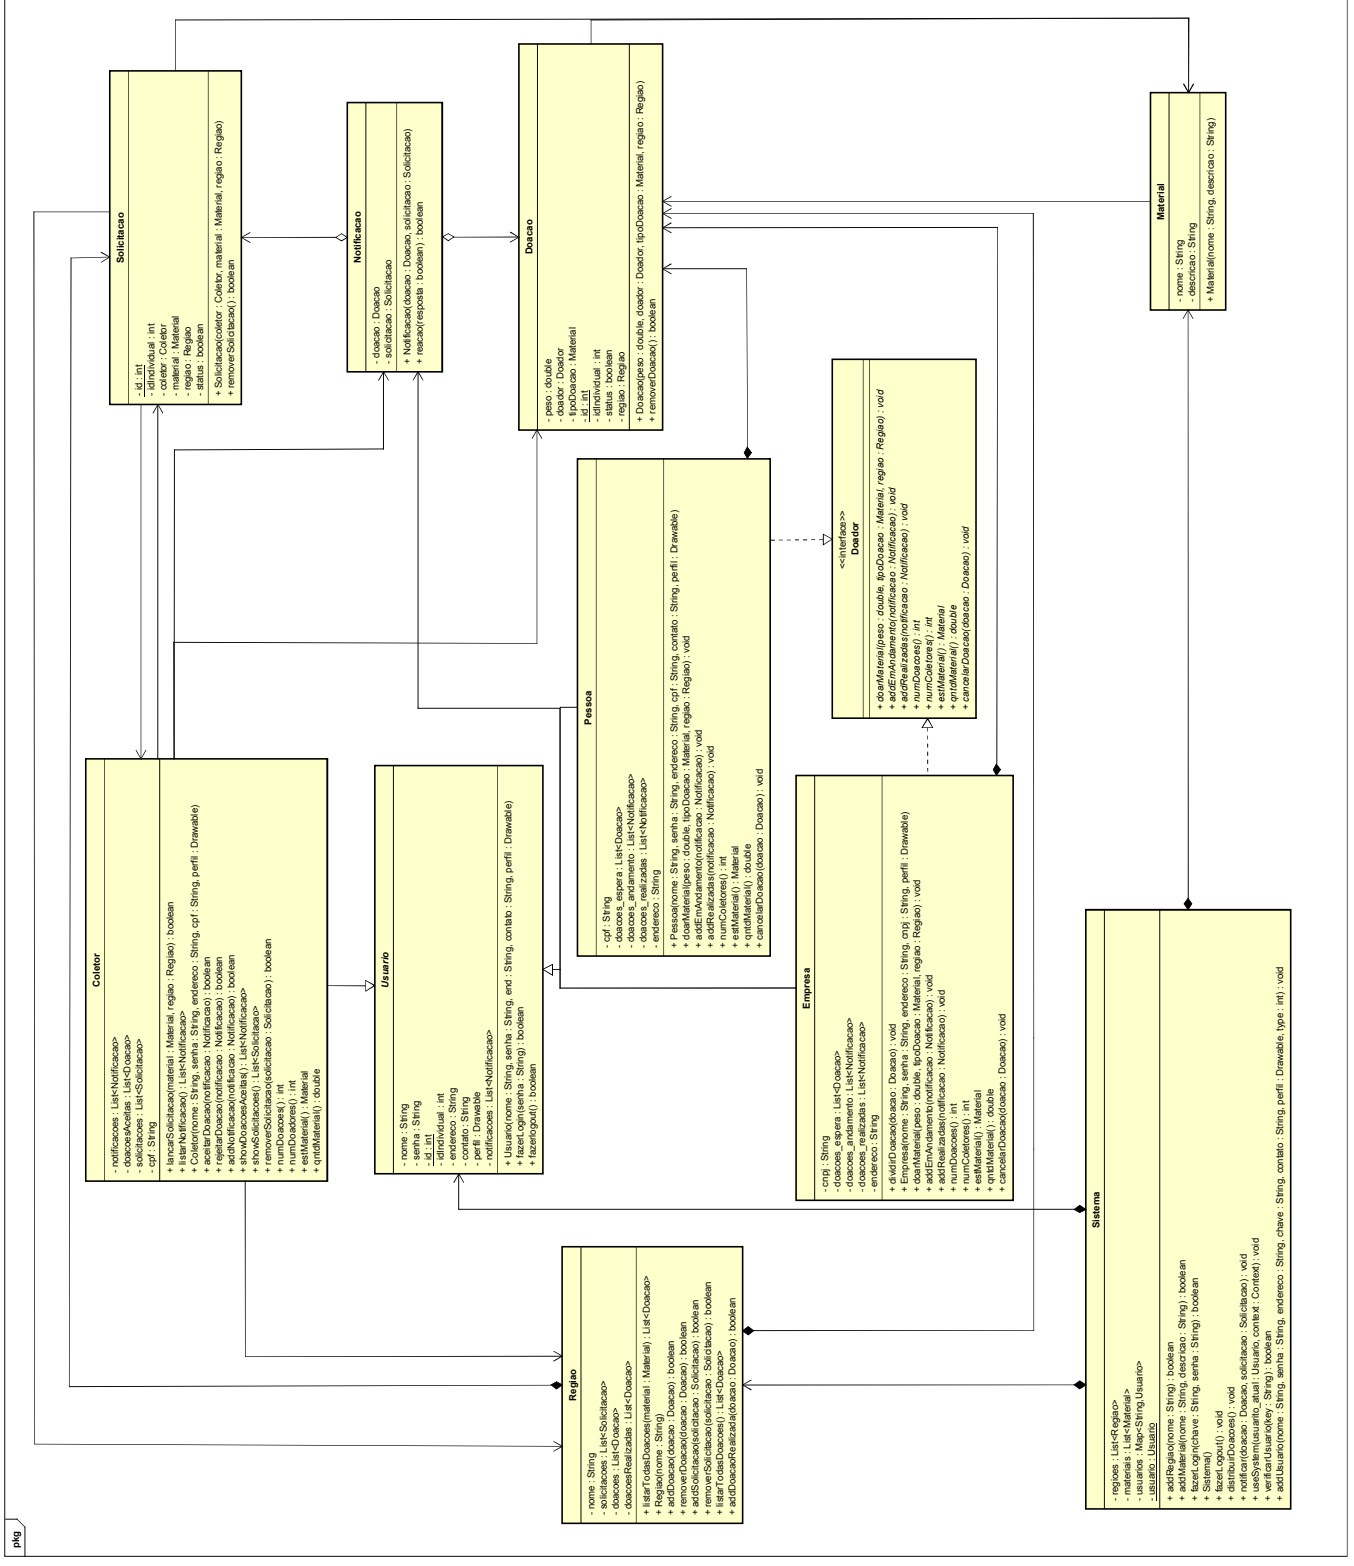 pkg
Solicitacao
- id : int
- idIndividual : int
- coletor : Coletor
- material : Material
- regiao : Regiao
- status : boolean
+ Solicitacao(coletor : Coletor, material : Material, regiao : Regiao)
+ removerSolicitacao() : boolean
Notificacao
- doacao : Doacao
- solicitacao : Solicitacao
+ Notificacao(doacao : Doacao, solicitacao : Solicitacao)
+ reacao(resposta : boolean) : boolean
Doacao
- peso : double
- doador : Doador
- tipoDoacao : Material
- id : int
- idIndividual : int
- status : boolean
- regiao : Regiao
+ Doacao(peso : double, doador : Doador, tipoDoacao : Material, regiao : Regiao)
+ removerDoacao() : boolean
Material
- nome : String
- descricao : String
+ Material(nome : String, descricao : String)
Coletor
- notificacoes : List<Notificacao>
- doacoesAceitas : List<Doacao>
- solicitacoes : List<Solicitacao>
- cpf : String
+ lancarSolicitacao(material : Material, regiao : Regiao) : boolean
+ listarNotificacao() : List<Notificacao>
+ Coletor(nome : String, senha : String, endereco : String, cpf : String, perfil : Drawable)
+ aceitarDoacao(notificacao : Notificacao) : boolean
+ rejeitarDoacao(notificacao : Notificacao) : boolean
+ addNotificacao(notificacao : Notificacao) : boolean
+ showDoacoesAceitas() : List<Notificacao>
+ showSolicitacoes() : List<Solicitacao>
+ removerSolicitacao(solicitacao : Solicitacao) : boolean
+ numDoacoes() : int
+ numDoadores() : int
+ estMaterial() : Material
+ qntdMaterial() : double
Usuario
- nome : String
- senha : String
- id : int
- idIndividual : int
- endereco : String
- contato : String
- perfil : Drawable
- notificacoes : List<Notificacao>
+ Usuario(nome : String, senha : String, end : String, contato : String, perfil : Drawable)
+ fazerLogin(senha : String) : boolean
+ fazerlogout() : boolean
Pessoa
- cpf : String
- doacoes_espera : List<Doacao>
- doacoes_andamento : List<Notificacao>
- doacoes_realizadas : List<Notificacao>
- endereco : String
+ Pessoa(nome : String, senha : String, endereco : String, cpf : String, contato : String, perfil : Drawable)
+ doarMaterial(peso : double, tipoDoacao : Material, regiao : Regiao) : void
+ addEmAndamento(notificacao : Notificacao) : void
+ addRealizadas(notificacao : Notificacao) : void
+ numColetores() : int
+ estMaterial() : Material
+ qntdMaterial() : double
+ cancelarDoacao(doacao : Doacao) : void
<<interface>>
Doador
+ doarMaterial(peso : double, tipoDoacao : Material, regiao : Regiao) : void
+ addEmAndamento(notificacao : Notificacao) : void
+ addRealizadas(notificacao : Notificacao) : void
+ numDoacoes() : int
+ numColetores() : int
+ estMaterial() : Material
+ qntdMaterial() : double
+ cancelarDoacao(doacao : Doacao) : void
Empresa
- cnpj : String
- doacoes_espera : List<Doacao>
- doacoes_andamento : List<Notificacao>
- doacoes_realizadas : List<Notificacao>
- endereco : String
+ dividirDoacao(doacao : Doacao) : void
+ Empresa(nome : String, senha : String, endereco : String, cnpj : String, perfil : Drawable)
+ doarMaterial(peso : double, tipoDoacao : Material, regiao : Regiao) : void
+ addEmAndamento(notificacao : Notificacao) : void
+ addRealizadas(notificacao : Notificacao) : void
+ numDoacoes() : int
+ numColetores() : int
+ estMaterial() : Material
+ qntdMaterial() : double
+ cancelarDoacao(doacao : Doacao) : void
Regiao
- nome : String
- solicitacoes : List<Solicitacao>
- doacoes : List<Doacao>
- doacoesRealizadas : List<Doacao>
+ listarTodasDoacoes(material : Material) : List<Doacao>
+ Regiao(nome : String)
+ addDoacao(doacao : Doacao) : boolean
+ removerDoacao(doacao : Doacao) : boolean
+ addSolicitacao(solicitacao : Solicitacao) : boolean
+ removerSolicitacao(solicitacao : Solicitacao) : boolean
+ listarTodasDoacoes() : List<Doacao>
+ addDoacaoRealizada(doacao : Doacao) : boolean
Sistema
- regioes : List<Regiao>
- materiais : List<Material>
- usuarios : Map<String,Usuario>
- usuario : Usuario
+ addRegiao(nome : String) : boolean
+ addMaterial(nome : String, descricao : String) : boolean
+ fazerLogin(chave : String, senha : String) : boolean
+ Sistema()
+ fazerLogout() : void
+ distribuirDoacoes() : void
+ notificar(doacao : Doacao, solicitacao : Solicitacao) : void
+ useSystem(usuarito_atual : Usuario, context : Context) : void
+ verificarUsuario(key : String) : boolean
+ addUsuario(nome : String, senha : String, endereco : String, chave : String, contato : String, perfil : Drawable, type : int) : void